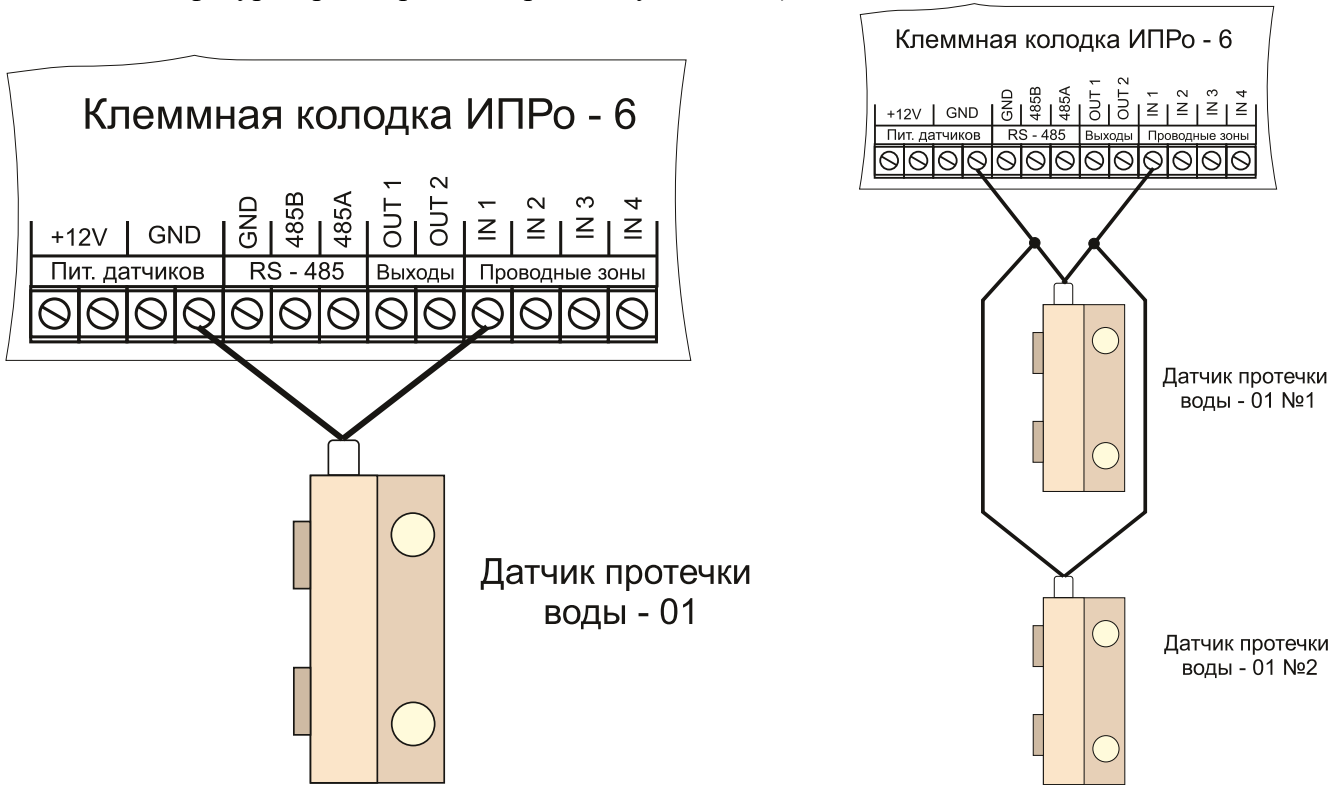 Клеммная колодка ИПРо - 6
+12V GND GND 485B 485A OUT 1 OUT 2 IN 1 IN 2 IN 3 IN 4
Пит. датчиков RS - 485 Выходы Проводные зоны
Датчик протечки
воды - 01
Клеммная колодка ИПРо - 6
+12V GND GND 485B 485A OUT 1 OUT 2 IN 1 IN 2 IN 3 IN 4
Пит. датчиков RS - 485 Выходы Проводные зоны
Датчик протечки
воды - 01 №1
Датчик протечки
воды - 01 №2